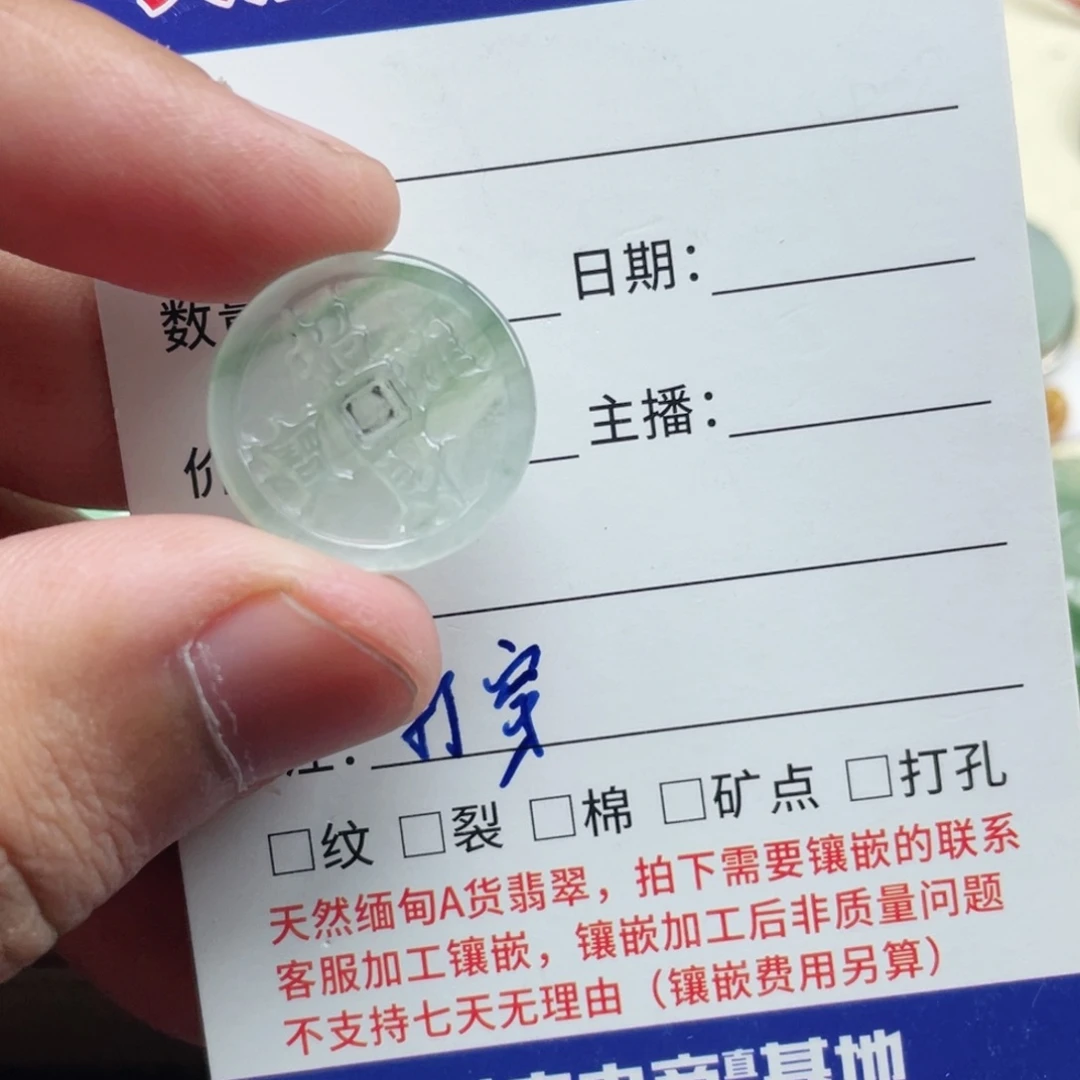 日期:
数
主播:
价
注: 打穿
□纹 □裂 □棉 □矿点 □打孔
天然缅甸A货翡翠，拍下需要镶嵌的联系
客服加工镶嵌，镶嵌加工后非质量问题
不支持七天无理由（镶嵌费用另算）
基地